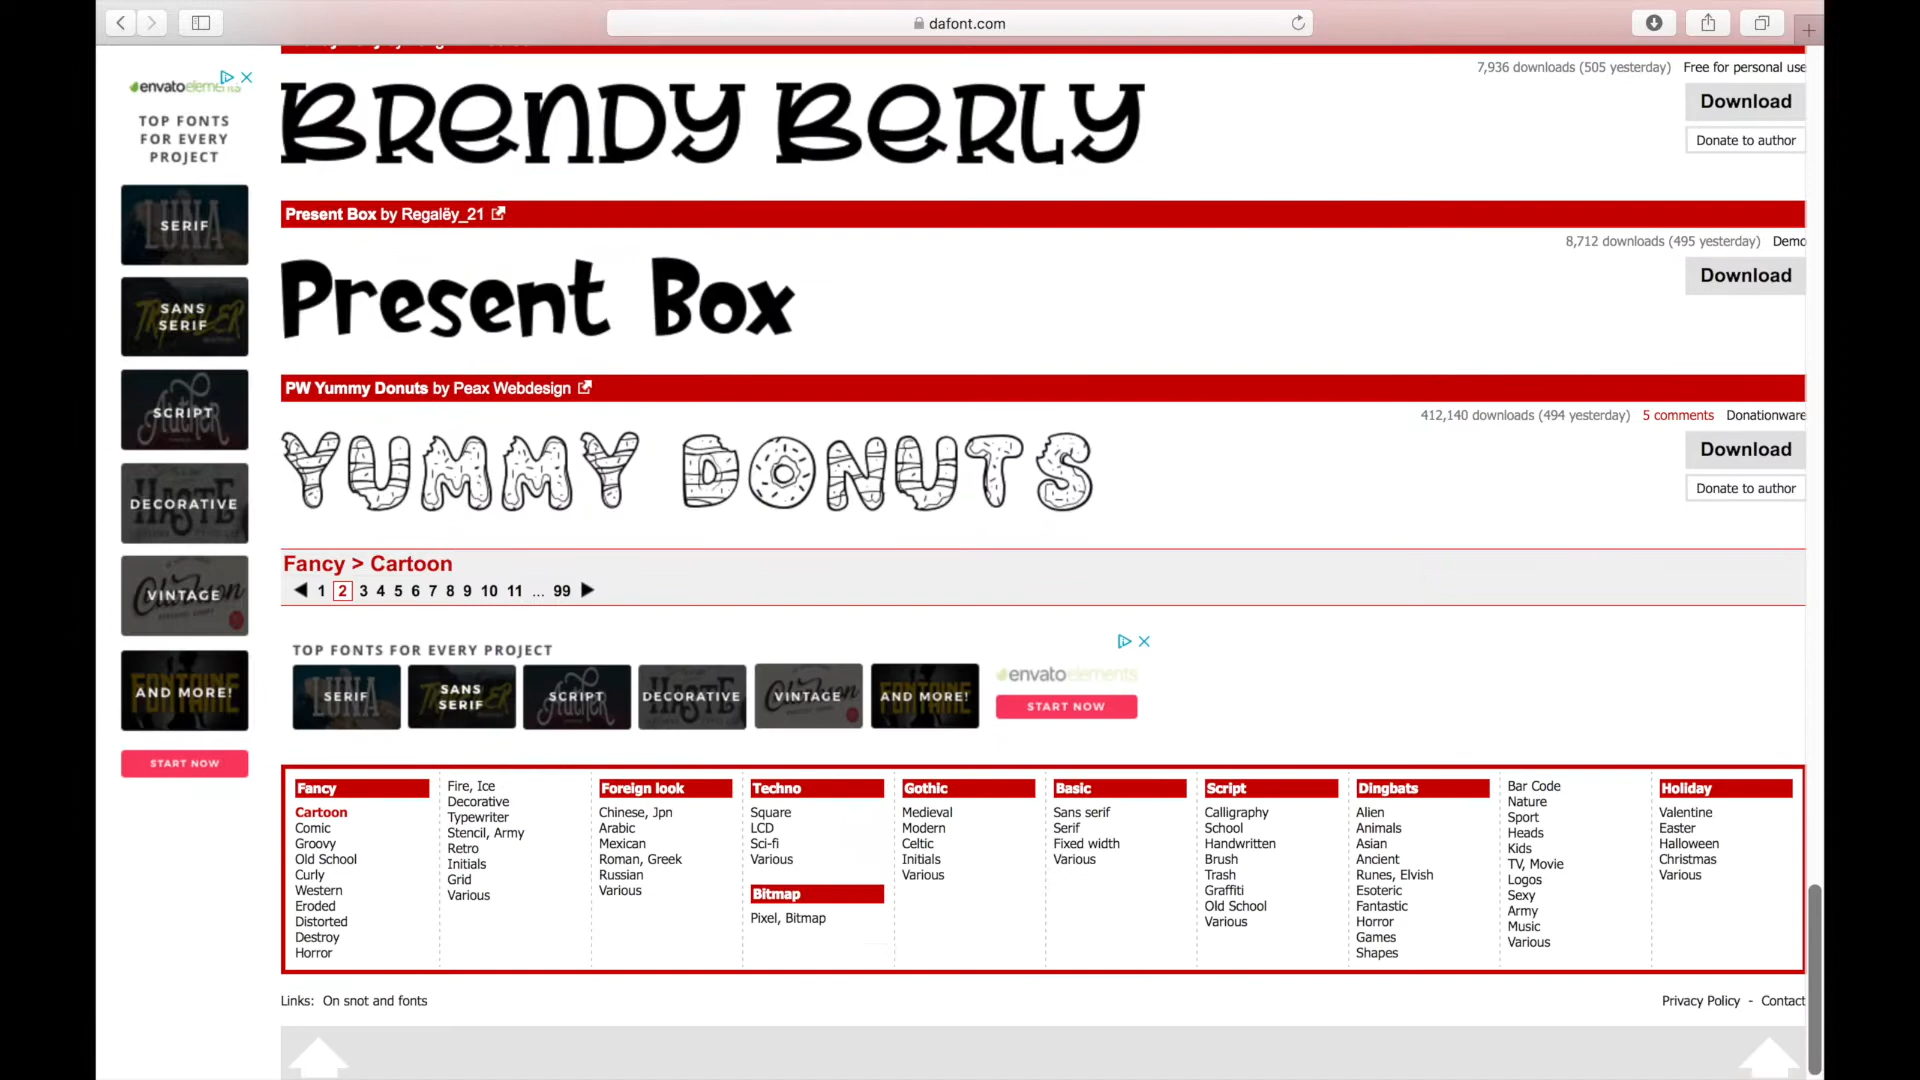 dafont.com
7,936 downloads (505 yesterday) Free for personal use
envatoelements
TOP FONTS
FOR EVERY
PROJECT
BRenDY BeRLY
Download
Donate to author
SERIF
Present Box by Regalëy_21
8,712 downloads (495 yesterday) Demo
Present Box
Download
SANS
SERIF
PW Yummy Donuts by Peax Webdesign
412,140 downloads (494 yesterday) 5 comments Donationware
SCRIPT
YUMMY DONUTS
Download
Donate to author
DECORATIVE
Fancy > Cartoon
1 2 3 4 5 6 7 8 9 10 11 ... 99
VINTAGE
AND MORE!
START NOW
TOP FONTS FOR EVERY PROJECT
SERIF
SANS
SERIF
SCRIPT
DECORATIVE
VINTAGE
AND MORE!
envatoelements
START NOW
Fancy
Cartoon
Comic
Groovy
Old School
Curly
Western
Eroded
Distorted
Destroy
Horror
Fire, Ice
Decorative
Typewriter
Stencil, Army
Retro
Initials
Grid
Various
Foreign look
Chinese, Jpn
Arabic
Mexican
Roman, Greek
Russian
Various
Techno
Square
LCD
Sci-fi
Various
Bitmap
Pixel, Bitmap
Gothic
Medieval
Modern
Celtic
Initials
Various
Basic
Sans serif
Serif
Fixed width
Various
Script
Calligraphy
School
Handwritten
Brush
Trash
Graffiti
Old School
Various
Dingbats
Alien
Animals
Asian
Ancient
Runes, Elvish
Esoteric
Fantastic
Horror
Games
Shapes
Bar Code
Nature
Sport
Heads
Kids
TV, Movie
Logos
Sexy
Army
Music
Various
Holiday
Valentine
Easter
Halloween
Christmas
Various
Links: On snot and fonts
Privacy Policy - Contact